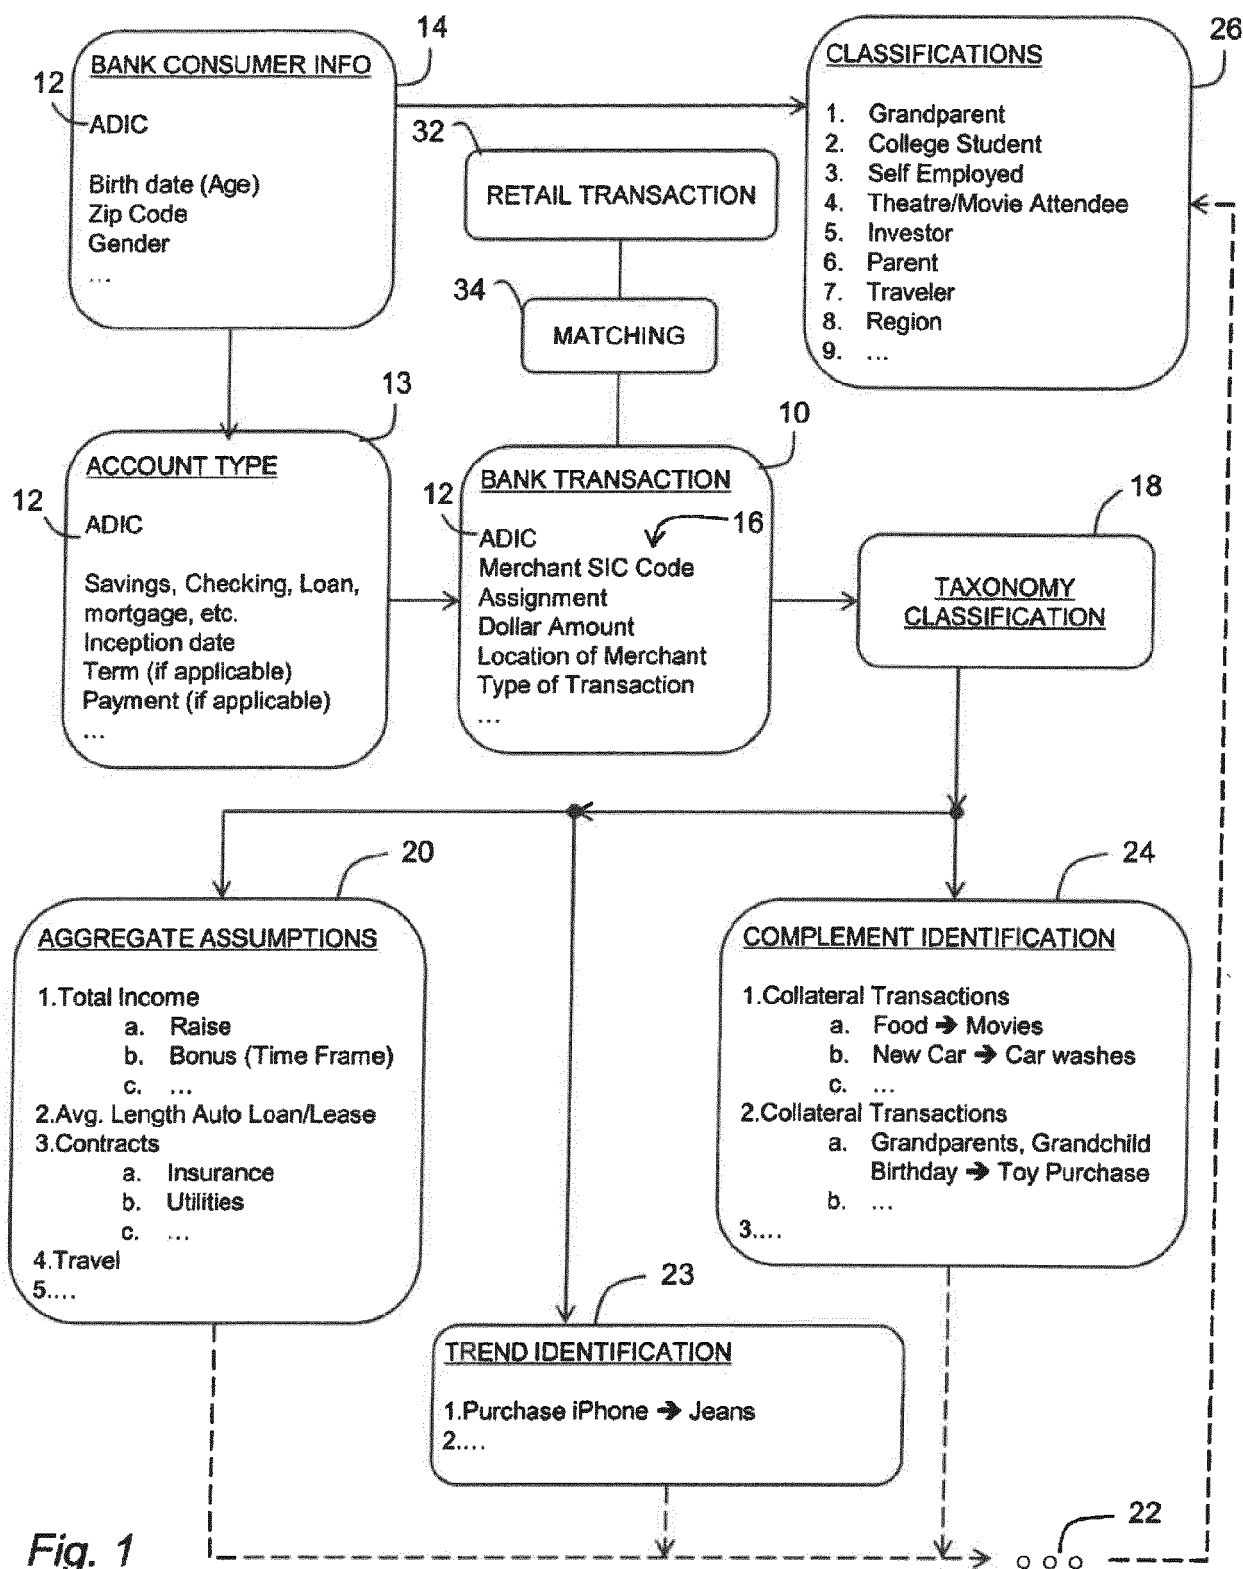 14
BANK CONSUMER INFO
12
ADIC
Birth date (Age)
Zip Code
Gender
...
26
CLASSIFICATIONS
1. Grandparent
2. College Student
3. Self Employed
4. Theatre/Movie Attendee
5. Investor
6. Parent
7. Traveler
8. Region
9. ...
32
RETAIL TRANSACTION
34
MATCHING
13
ACCOUNT TYPE
12
ADIC
Savings, Checking, Loan,
mortgage, etc.
Inception date
Term (if applicable)
Payment (if applicable)
...
10
BANK TRANSACTION
12
16
ADIC
Merchant SIC Code
Assignment
Dollar Amount
Location of Merchant
Type of Transaction
...
18
TAXONOMY
CLASSIFICATION
20
AGGREGATE ASSUMPTIONS
1.Total Income
a. Raise
b. Bonus (Time Frame)
c. ...
2.Avg. Length Auto Loan/Lease
3.Contracts
a. Insurance
b. Utilities
c. ...
4.Travel
5....
24
COMPLEMENT IDENTIFICATION
1.Collateral Transactions
a. Food ➔ Movies
b. New Car ➔ Car washes
c. ...
2.Collateral Transactions
a. Grandparents, Grandchild
Birthday ➔ Toy Purchase
b. ...
3....
23
TREND IDENTIFICATION
1.Purchase iPhone ➔ Jeans
2....
22
Fig. 1